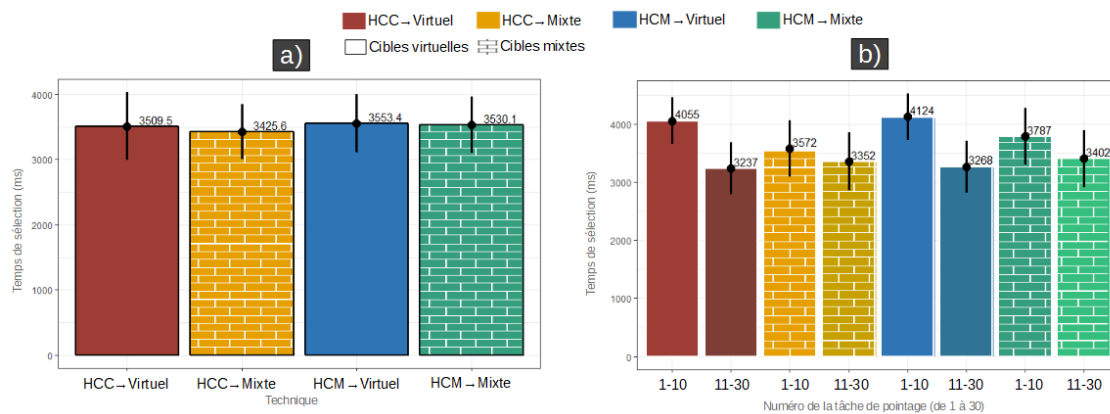 HCC→Virtuel HCC→Mixte HCM→Virtuel HCM→Mixte
Cibles virtuelles Cibles mixtes
a)
Temps de sélection (ms)
4000
3000
2000
1000
0
3509.5
3425.6
3553.4
3530.1
HCC→Virtuel HCC→Mixte HCM→Virtuel HCM→Mixte
Technique
b)
Temps de sélection (ms)
4000
3000
2000
1000
0
4055
3237
3572
3352
4124
3268
3787
3402
1-10 11-30 1-10 11-30 1-10 11-30 1-10 11-30
Numéro de la tâche de pointage (de 1 à 30)